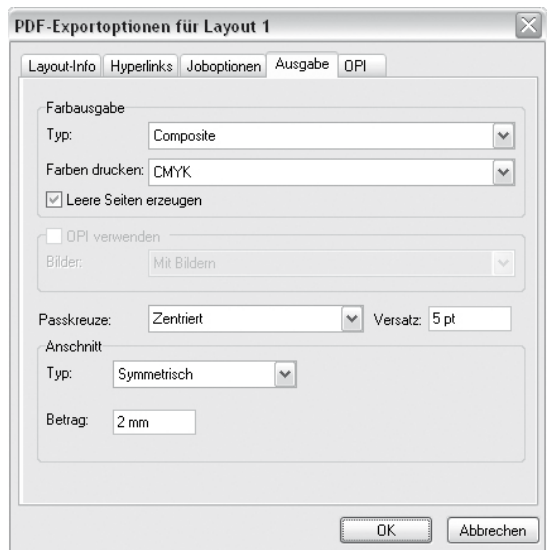 PDF-Exportoptionen für Layout 1
Layout-Info Hyperlinks Joboptionen Ausgabe OPI
Farbausgabe
Typ: Composite
Farben drucken: CMYK
Leere Seiten erzeugen
OPI verwenden
Bilder: Mit Bildern
Passkreuze: Zentriert Versatz: 5 pt
Anschnitt
Typ: Symmetrisch
Betrag: 2 mm
OK Abbrechen